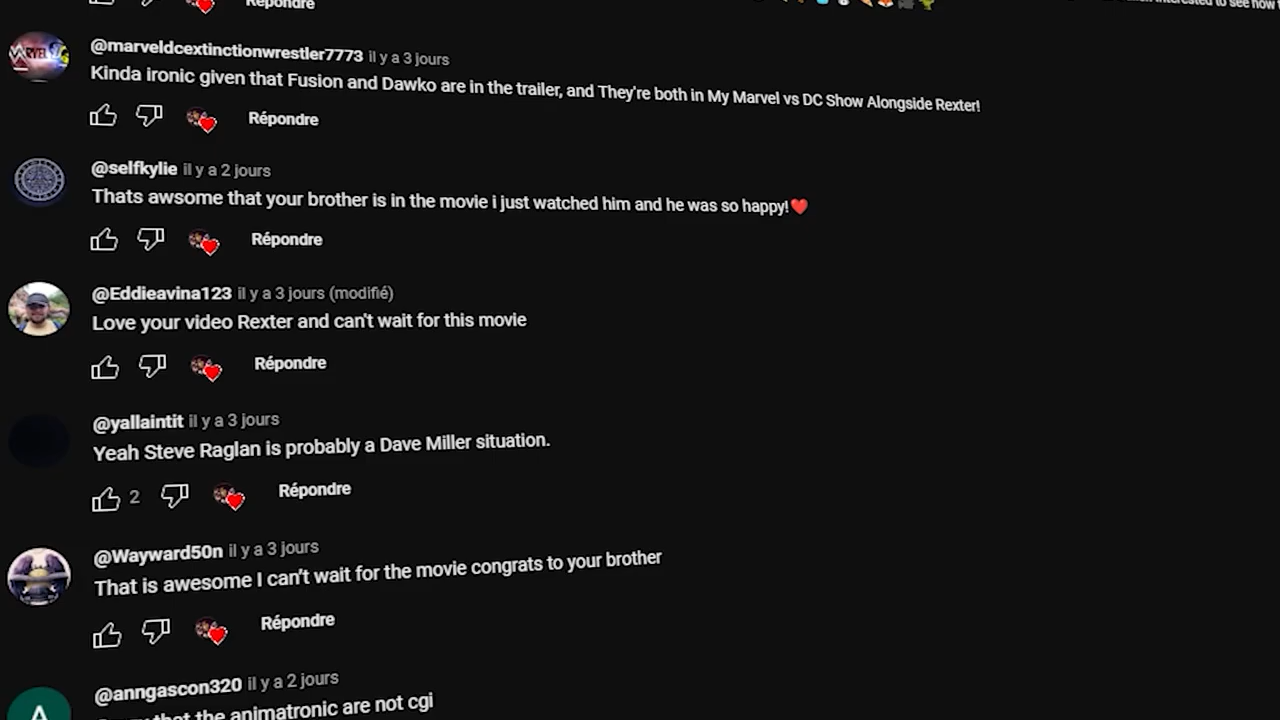 Répondre
interested to see how
@marveldcextinctionwrestler7773 il y a 3 jours
Kinda ironic given that Fusion and Dawko are in the trailer, and They're both in My Marvel vs DC Show Alongside Rexter!
Répondre
@selfkylie il y a 2 jours
Thats awsome that your brother is in the movie i just watched him and he was so happy!❤️
Répondre
@Eddieavina123 il y a 3 jours (modifié)
Love your video Rexter and can't wait for this movie
Répondre
@yallaintit il y a 3 jours
Yeah Steve Raglan is probably a Dave Miller situation.
2 Répondre
@Wayward50n il y a 3 jours
That is awesome I can't wait for the movie congrats to your brother
Répondre
@anngascon320 il y a 2 jours
A
that the animatronic are not cgi